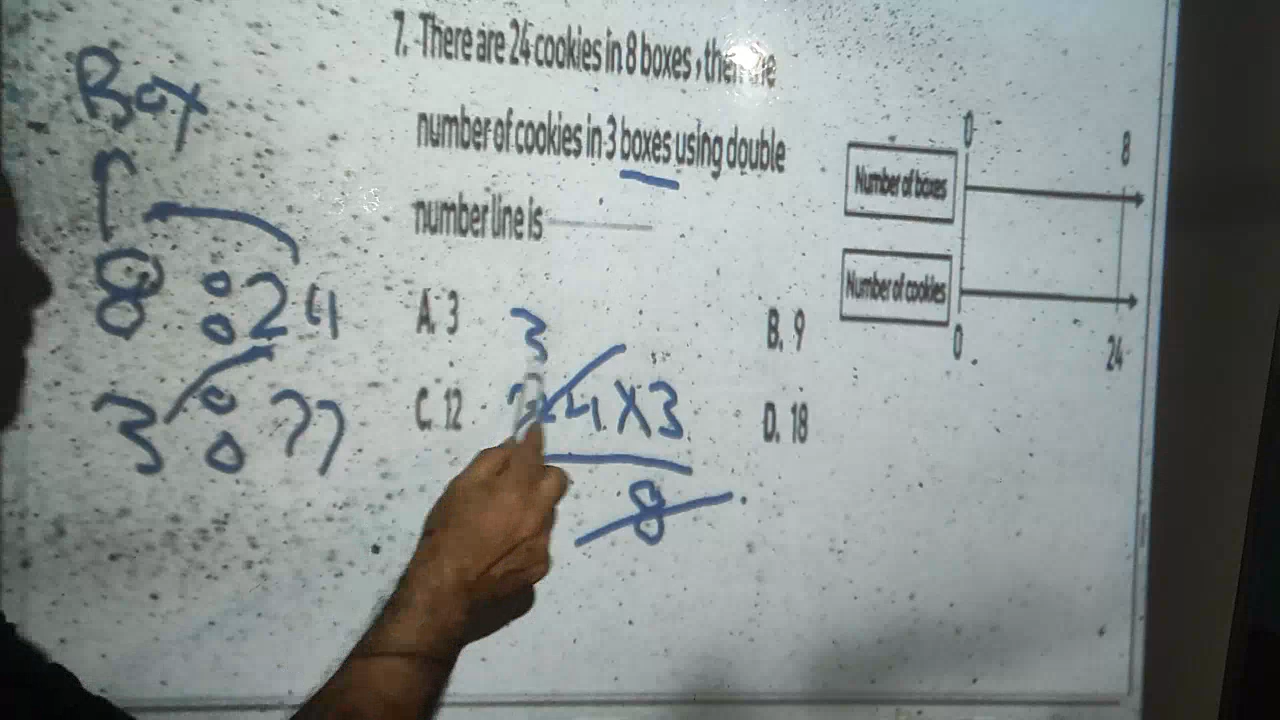 7. There are 24 cookies in 8 boxes , then the
number of cookies in 3 boxes using double
number line is
A. 3
B. 9
C. 12
D. 18
0 8
Number of boxes
Number of cookies
0 24
Box
8 : 24
3 : ??
3
24 X 3
8